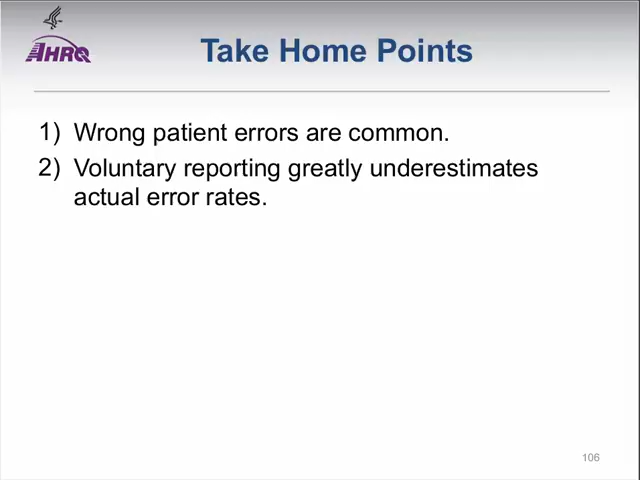 AHRQ
Take Home Points
1) Wrong patient errors are common.
2) Voluntary reporting greatly underestimates
actual error rates.
106